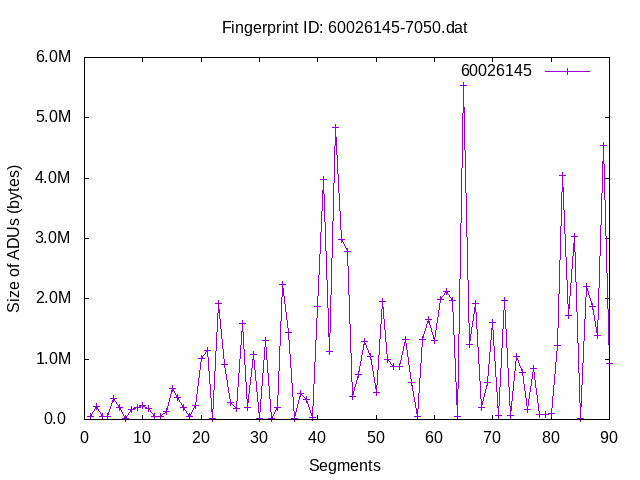 Fingerprint ID: 60026145-7050.dat
60026145
6.0M
5.0M
4.0M
3.0M
2.0M
1.0M
0.0
Size of ADUs (bytes)
0 10 20 30 40 50 60 70 80 90
Segments